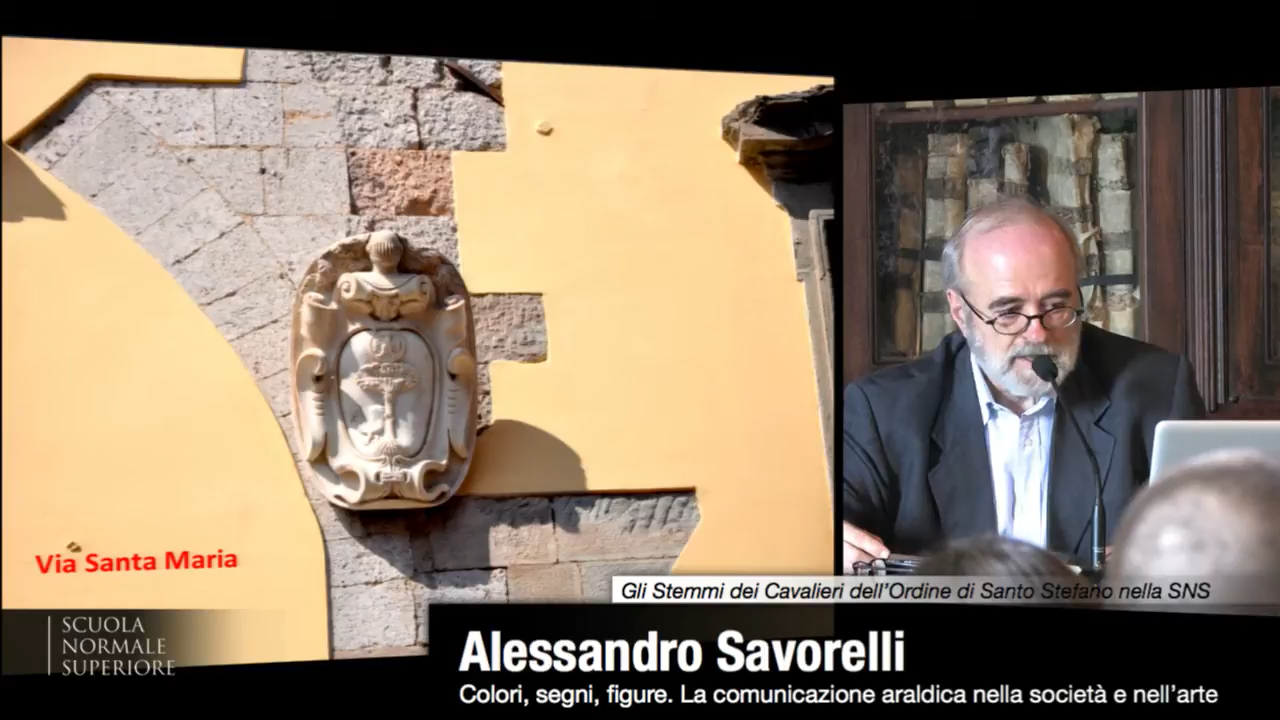 Via Santa Maria
Gli Stemmi dei Cavalieri dell'Ordine di Santo Stefano nella SNS
SCUOLA
NORMALE
SUPERIORE
Alessandro Savorelli
Colori, segni, figure. La comunicazione araldica nella società e nell'arte